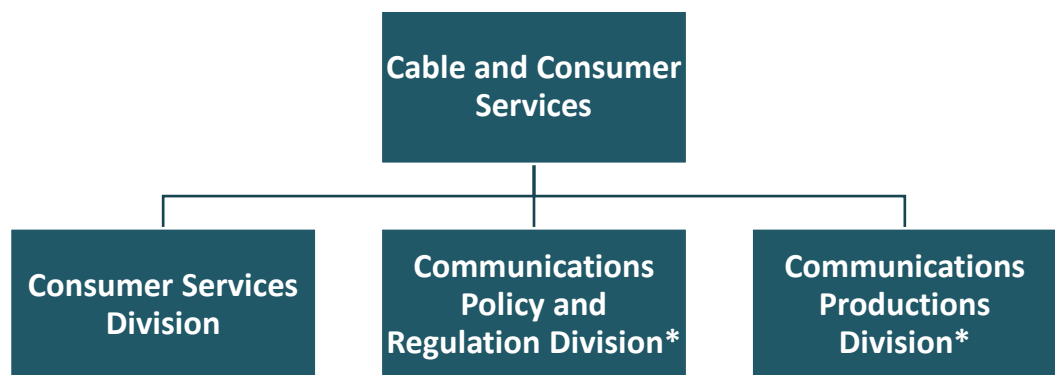 Cable and Consumer
Services
Consumer Services
Division
Communications
Policy and
Regulation Division*
Communications
Productions
Division*